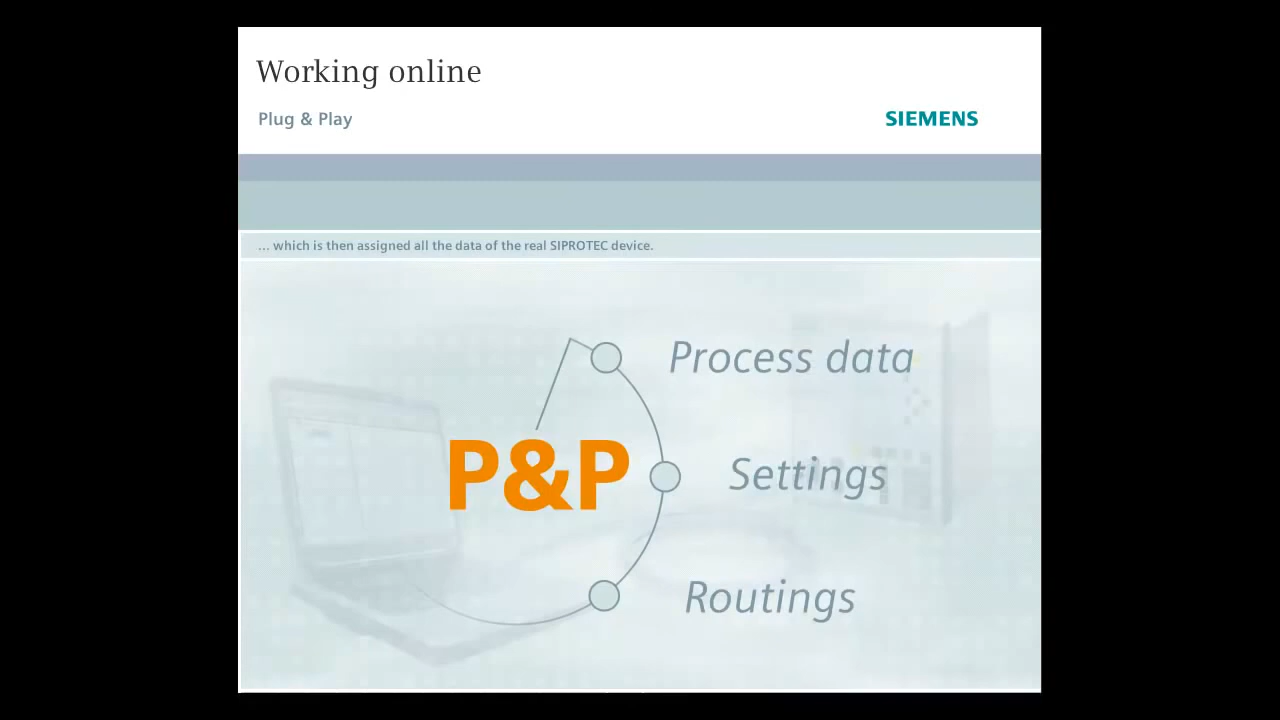 Working online
Plug & Play
SIEMENS
... which is then assigned all the data of the real SIPROTEC device.
Process data
P&P
Settings
Routings